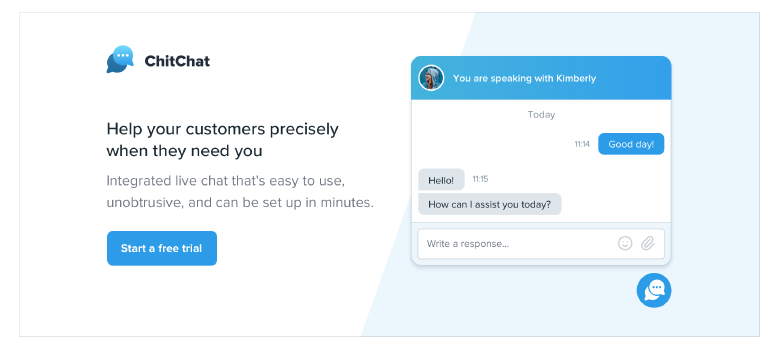 ChitChat
Help your customers precisely
when they need you
Integrated live chat that's easy to use,
unobtrusive, and can be set up in minutes.
Start a free trial
You are speaking with Kimberly
Today
11:14 Good day!
Hello! 11:15
How can I assist you today?
Write a response...